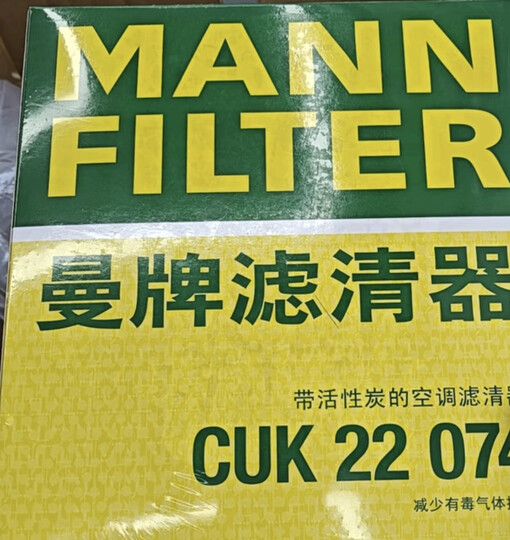 MANN
FILTER
曼牌滤清器
带活性炭的空调滤清器
CUK 22 074
减少有毒气体